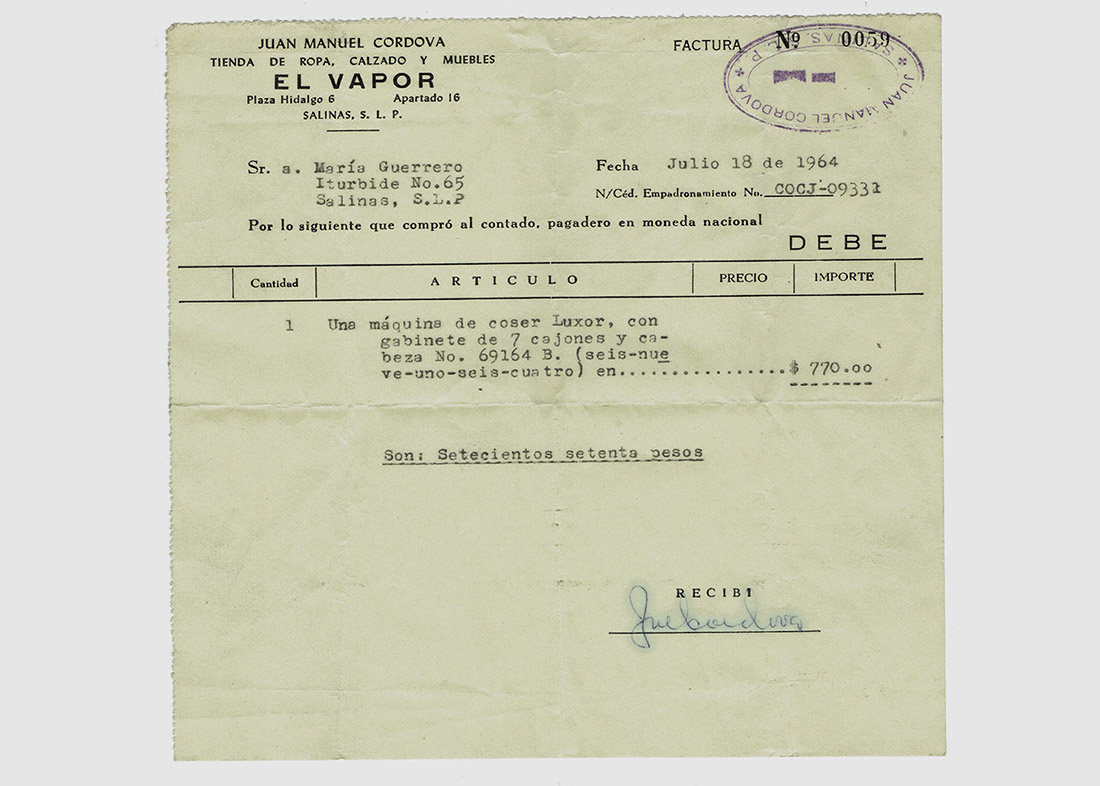 JUAN MANUEL CORDOVA
TIENDA DE ROPA, CALZADO Y MUEBLES
EL VAPOR
Plaza Hidalgo 6 Apartado 16
SALINAS, S. L. P.
FACTURA Nº 0059
JUAN MANUEL CORDOVA
SALINAS S. L. P.
Sr. a. María Guerrero
Iturbide No.65
Salinas, S.L.P
Fecha Julio 18 de 1964
N/Céd. Empadronamiento No. COCJ-09331
Por lo siguiente que compró al contado, pagadero en moneda nacional
DEBE
Cantidad ARTICULO PRECIO IMPORTE
1 Una máquina de coser Luxor, con
gabinete de 7 cajones y ca-
beza No. 69164 B. (seis-nue
ve-uno-seis-cuatro) en................$ 770.00
Son: Setecientos setenta pesos
RECIBI